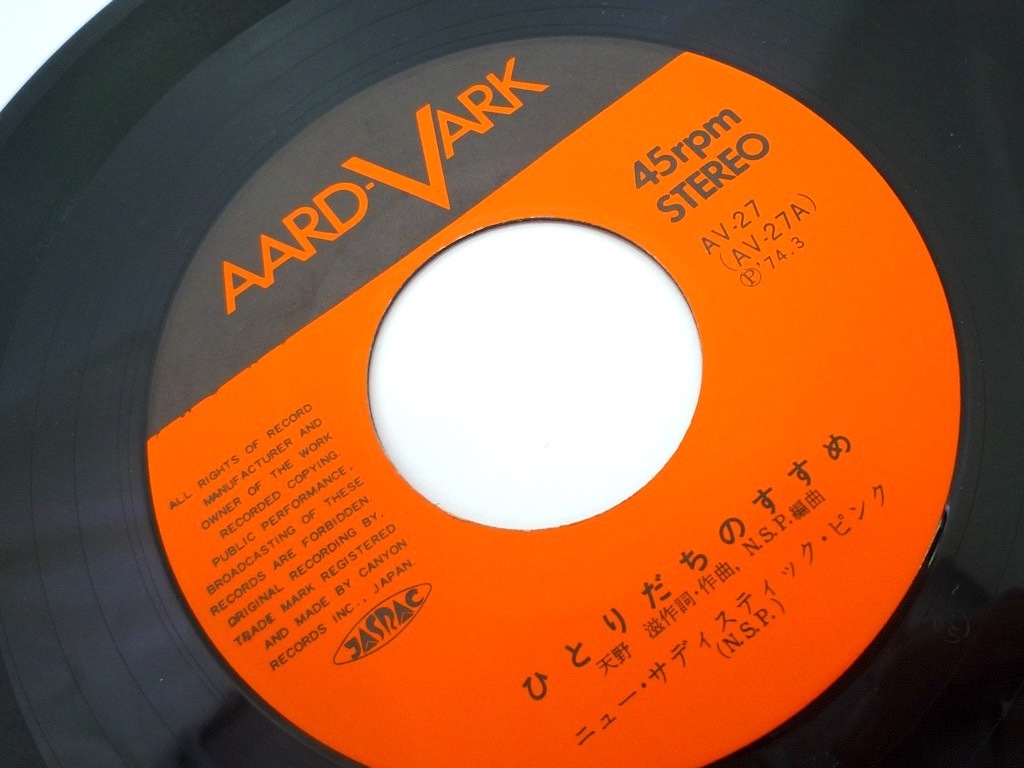 AARD-VARK
45rpm
STEREO
AV-27
(AV-27A)
Ⓟ'74.3
ALL RIGHTS OF RECORD
MANUFACTURER AND
OWNER OF THE WORK
RECORDED COPYING.
PUBLIC PERFORMANCE,
BROADCASTING OF THESE
RECORDS ARE FORBIDDEN.
ORIGINAL RECORDING BY.
TRADE MARK REGISTERED
AND MADE BY CANYON
RECORDS INC., JAPAN.
JASRAC
ひとりだちのすすめ
天野 滋作詞・作曲, N.S.P.編曲
ニュー・サディスティック・ピンク
(N.S.P.)